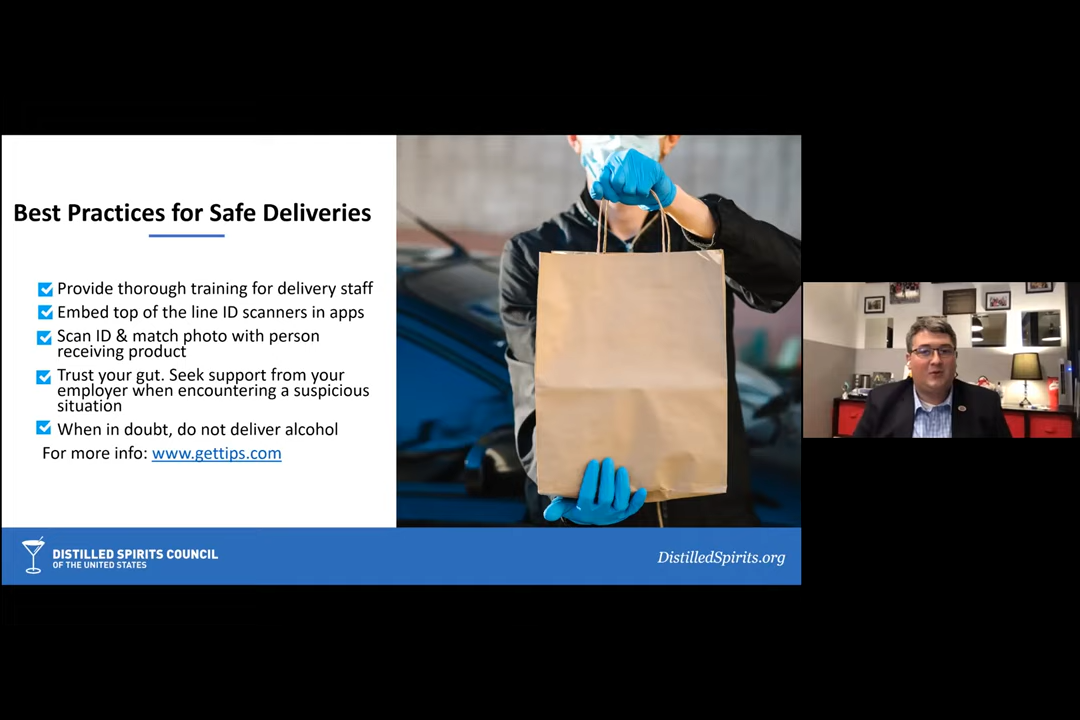 Best Practices for Safe Deliveries
Provide thorough training for delivery staff
Embed top of the line ID scanners in apps
Scan ID & match photo with person
receiving product
Trust your gut. Seek support from your
employer when encountering a suspicious
situation
When in doubt, do not deliver alcohol
For more info: www.gettips.com
DISTILLED SPIRITS COUNCIL
OF THE UNITED STATES
DistilledSpirits.org